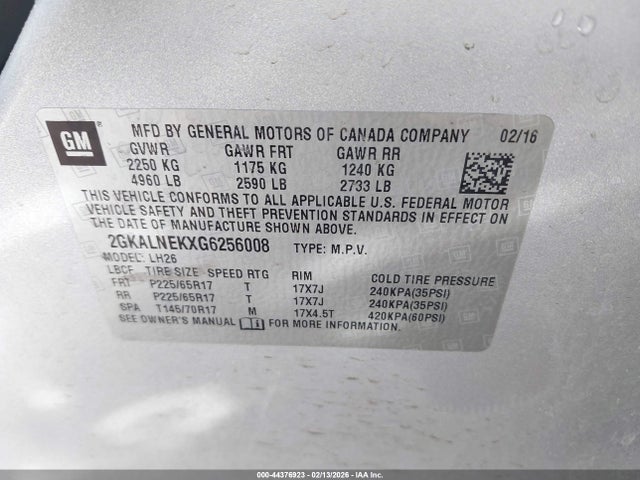 GM
MFD BY GENERAL MOTORS OF CANADA COMPANY 02/16
GVWR GAWR FRT GAWR RR
2250 KG 1175 KG 1240 KG
4960 LB 2590 LB 2733 LB
THIS VEHICLE CONFORMS TO ALL APPLICABLE U.S. FEDERAL MOTOR
VEHICLE SAFETY AND THEFT PREVENTION STANDARDS IN EFFECT ON
THE DATE OF MANUFACTURE SHOWN ABOVE.
2GKALNEKXG6256008 TYPE: M.P.V.
MODEL: LH26
LBCF TIRE SIZE SPEED RTG RIM COLD TIRE PRESSURE
FRT P225/65R17 T 17X7J 240KPA(35PSI)
RR P225/65R17 T 17X7J 240KPA(35PSI)
SPA T145/70R17 M 17X4.5T 420KPA(60PSI)
SEE OWNER'S MANUAL FOR MORE INFORMATION.
000-44376923 - 02/13/2026 - IAA Inc.